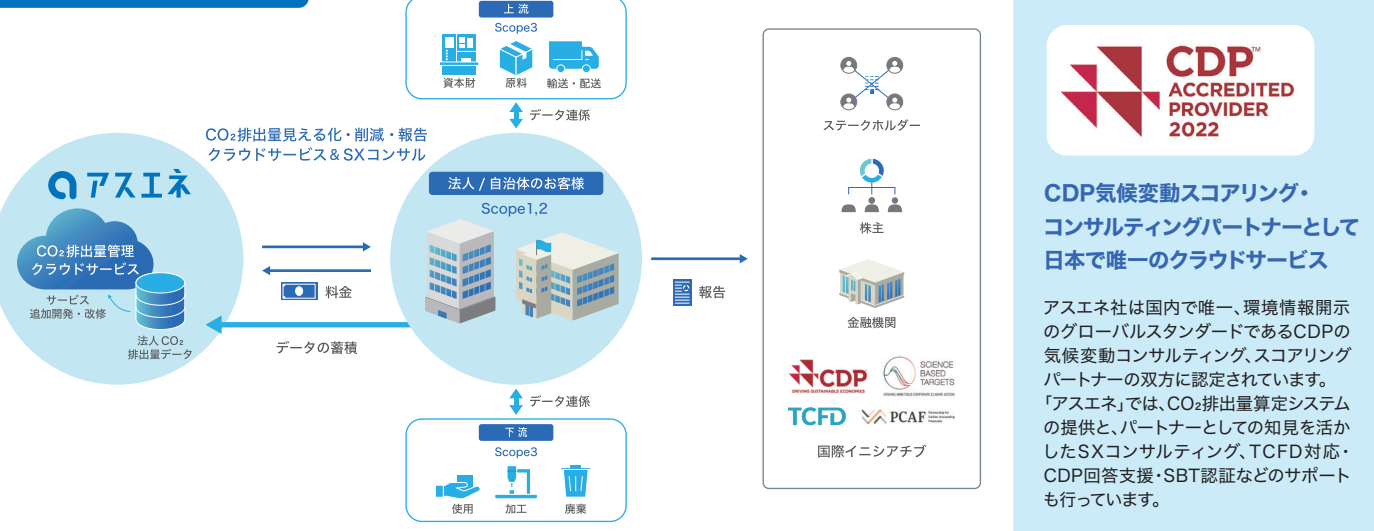 上流
Scope3
資本財
原料
輸送・配送
データ連係
CO₂排出量見える化・削減・報告
クラウドサービス&SXコンサル
アスエネ
CO₂排出量管理
クラウドサービス
サービス
追加開発・改修
法人CO₂
排出量データ
料金
データの蓄積
法人/自治体のお客様
Scope1,2
データ連係
下流
Scope3
使用
加工
廃棄
報告
ステークホルダー
株主
金融機関
CDP
DRIVING SUSTAINABLE ECONOMIES
SCIENCE
BASED
TARGETS
TCFD
PCAF
国際イニシアチブ
CDP™
ACCREDITED
PROVIDER
2022
CDP気候変動スコアリング・
コンサルティングパートナーとして
日本で唯一のクラウドサービス
アスエネ社は国内で唯一、環境情報開示
のグローバルスタンダードであるCDPの
気候変動コンサルティング、スコアリング
パートナーの双方に認定されています。
「アスエネ」では、CO₂排出量算定システム
の提供と、パートナーとしての知見を活か
したSXコンサルティング、TCFD対応・
CDP回答支援・SBT認証などのサポート
も行っています。